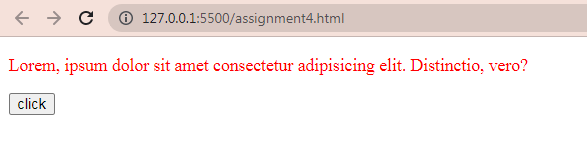 127.0.0.1:5500/assignment4.html
Lorem, ipsum dolor sit amet consectetur adipisicing elit. Distinctio, vero?
click